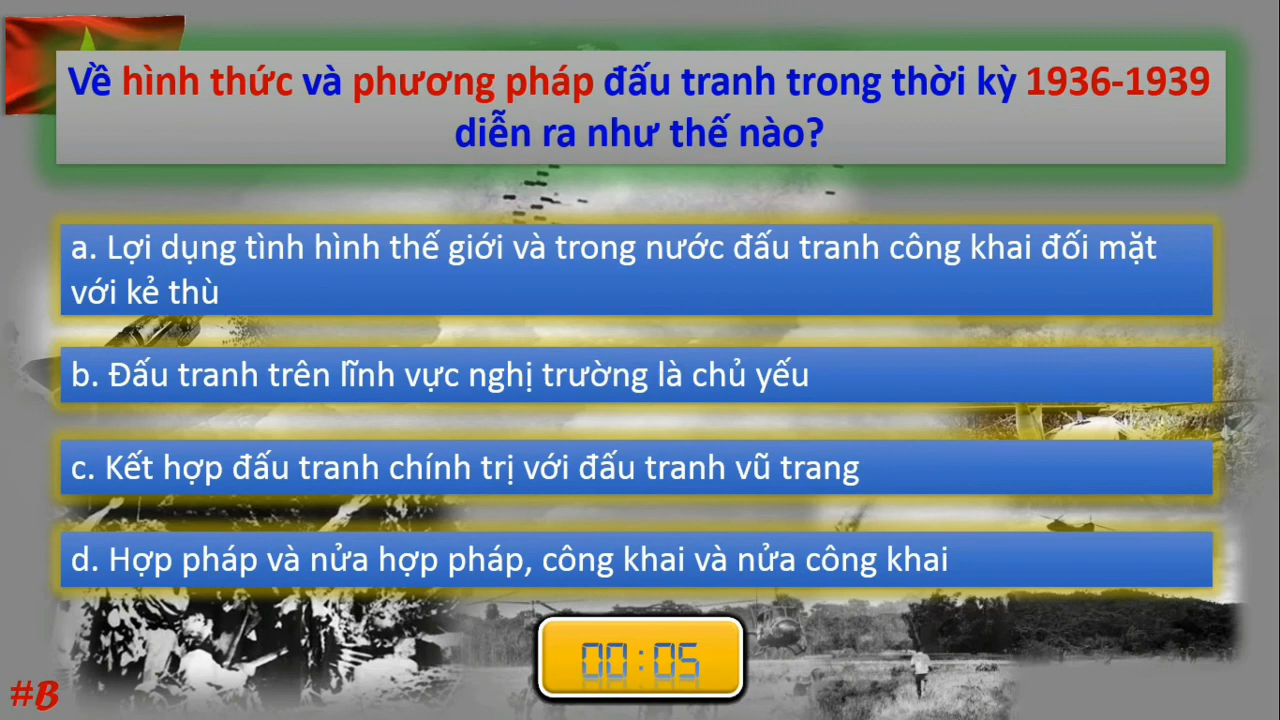 Về hình thức và phương pháp đấu tranh trong thời kỳ 1936-1939
diễn ra như thế nào?
a. Lợi dụng tình hình thế giới và trong nước đấu tranh công khai đối mặt
với kẻ thù
b. Đấu tranh trên lĩnh vực nghị trường là chủ yếu
c. Kết hợp đấu tranh chính trị với đấu tranh vũ trang
d. Hợp pháp và nửa hợp pháp, công khai và nửa công khai
00:05
#B